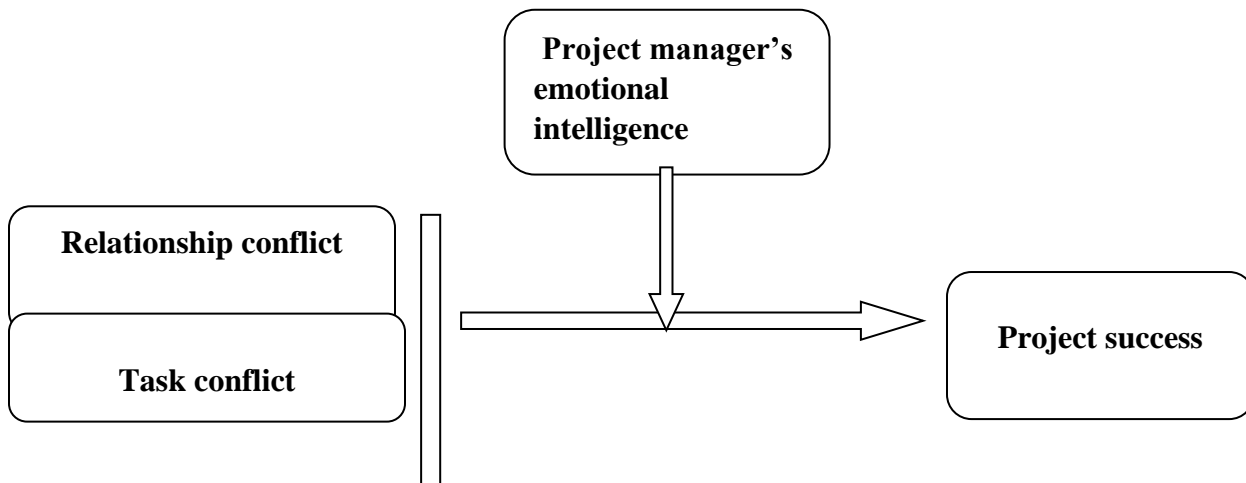 Project manager’s
emotional
intelligence
Relationship conflict
Task conflict
Project success